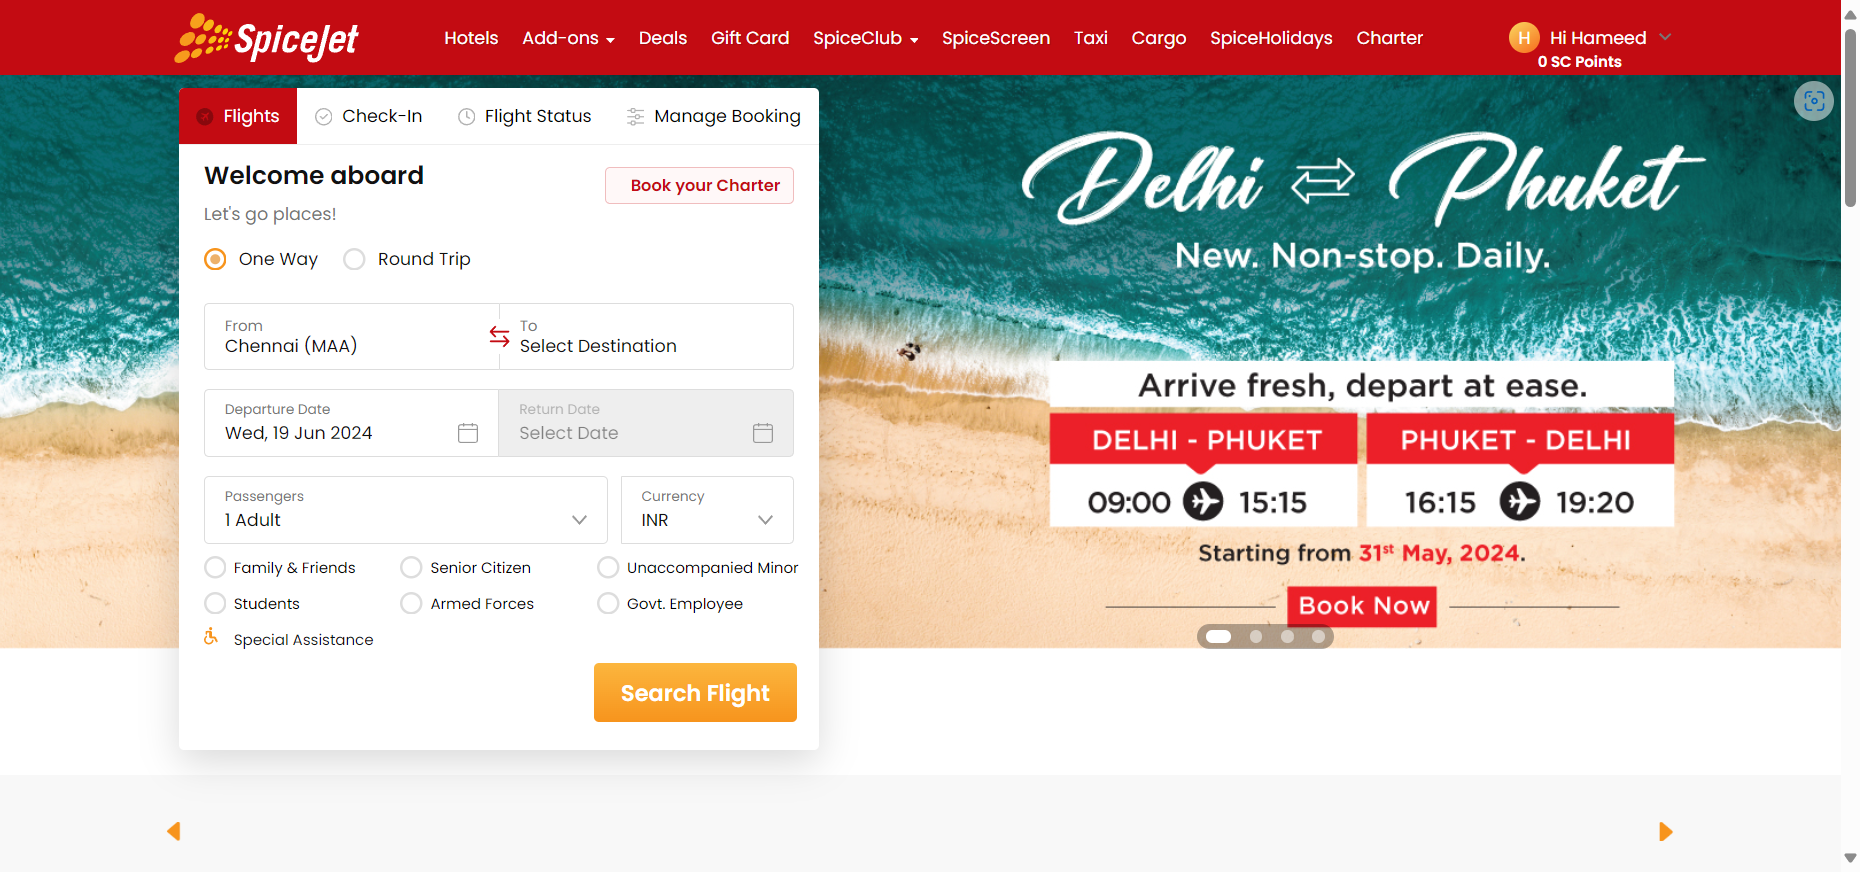 SpiceJet
Hotels Add-ons Deals Gift Card SpiceClub SpiceScreen Taxi Cargo SpiceHolidays Charter
H Hi Hameed
0 SC Points
Flights Check-In Flight Status Manage Booking
Welcome aboard
Book your Charter
Let's go places!
One Way Round Trip
From
Chennai (MAA)
To
Select Destination
Departure Date
Wed, 19 Jun 2024
Return Date
Select Date
Passengers
1 Adult
Currency
INR
Family & Friends Senior Citizen Unaccompanied Minor
Students Armed Forces Govt. Employee
Special Assistance
Search Flight
Delhi Phuket
New. Non-stop. Daily.
Arrive fresh, depart at ease.
DELHI - PHUKET
09:00 15:15
PHUKET - DELHI
16:15 19:20
Starting from 31st May, 2024.
Book Now